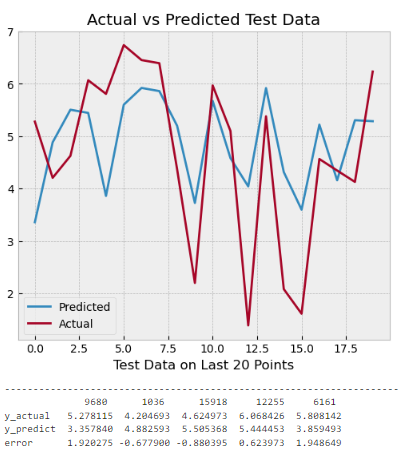 Actual vs Predicted Test Data
7
6
5
4
3
2
Predicted
Actual
0.0 2.5 5.0 7.5 10.0 12.5 15.0 17.5
Test Data on Last 20 Points
--------------------------------------------------------------------------------
9680 1036 15918 12255 6161
y_actual 5.278115 4.204693 4.624973 6.068426 5.808142
y_predict 3.357840 4.882593 5.505368 5.444453 3.859493
error 1.920275 -0.677900 -0.880395 0.623973 1.948649